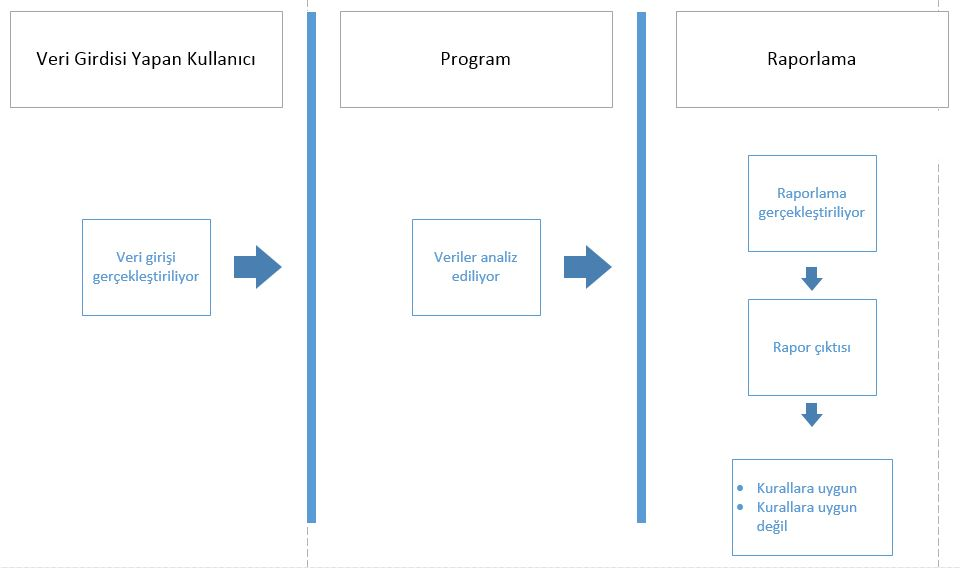 Veri Girdisi Yapan Kullanıcı
Program
Raporlama
Veri girişi
gerçekleştiriliyor
Veriler analiz
ediliyor
Raporlama
gerçekleştiriliyor
Rapor çıktısı
• Kurallara uygun
• Kurallara uygun
değil